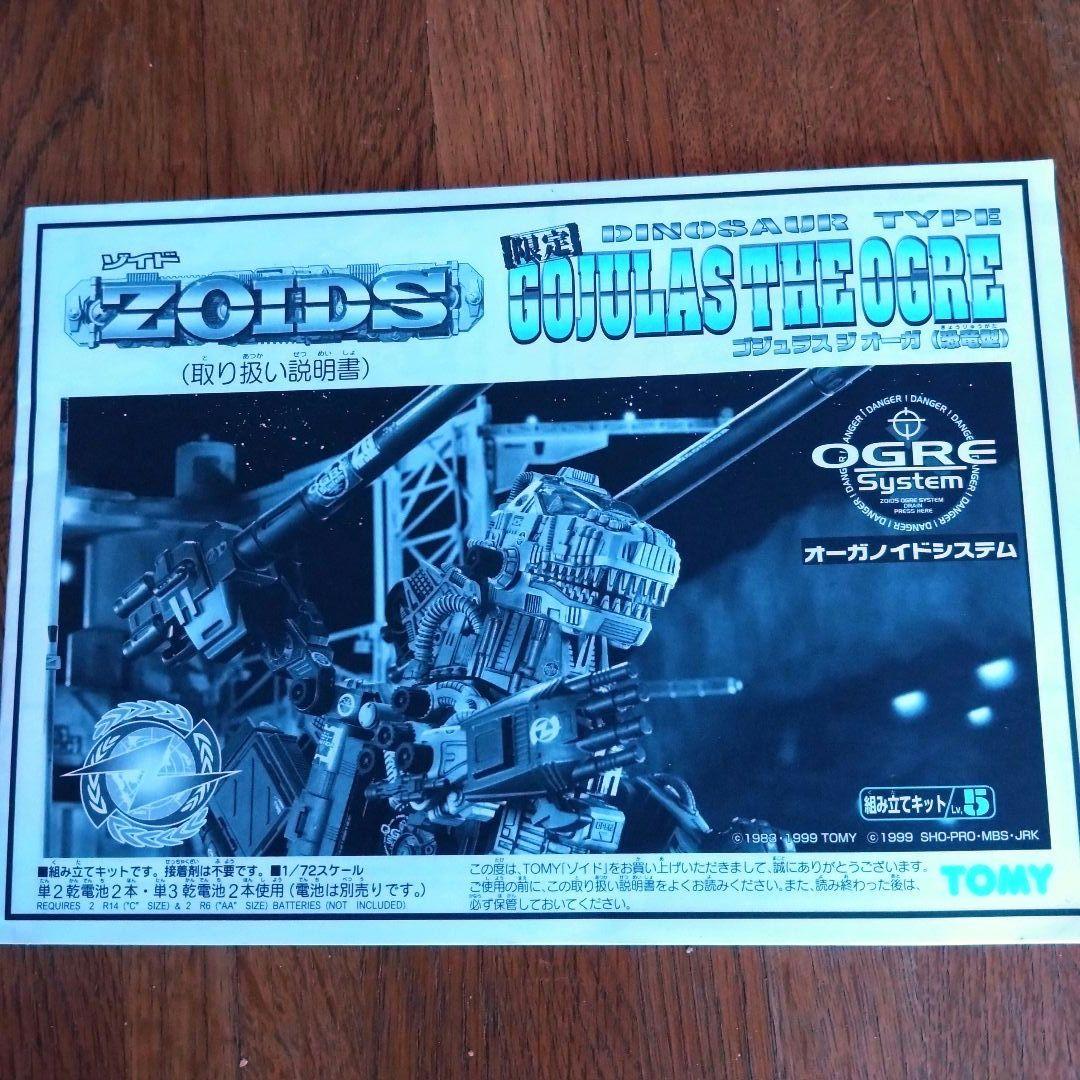 ゾイド
ZOIDS
(取り扱い説明書)
限定
DINOSAUR TYPE
GOJULAS THE OGRE
ゴジュラス ジ オーガ (恐竜型)
DANGER! DANGER! DANGER! DANGER! DANGER!
OGRE
System
ZOIDS OGRE SYSTEM
DRAIN
PRESS HERE
オーガノイドシステム
組み立てキット/Lv.5
©1983・1999 TOMY ©1999 SHO-PRO・MBS・JRK
■組み立てキットです。接着剤は不要です。■1/72スケール
単2乾電池2本・単3乾電池2本使用(電池は別売りです。)
REQUIRES 2 R14 ("C" SIZE) & 2 R6 ("AA" SIZE) BATTERIES (NOT INCLUDED)
この度は、TOMY「ゾイド」をお買い上げいただきまして、誠にありがとうございます。
ご使用の前に、この取り扱い説明書をよくお読みください。また、読み終わった後は、
必ず保管しておいてください。
TOMY